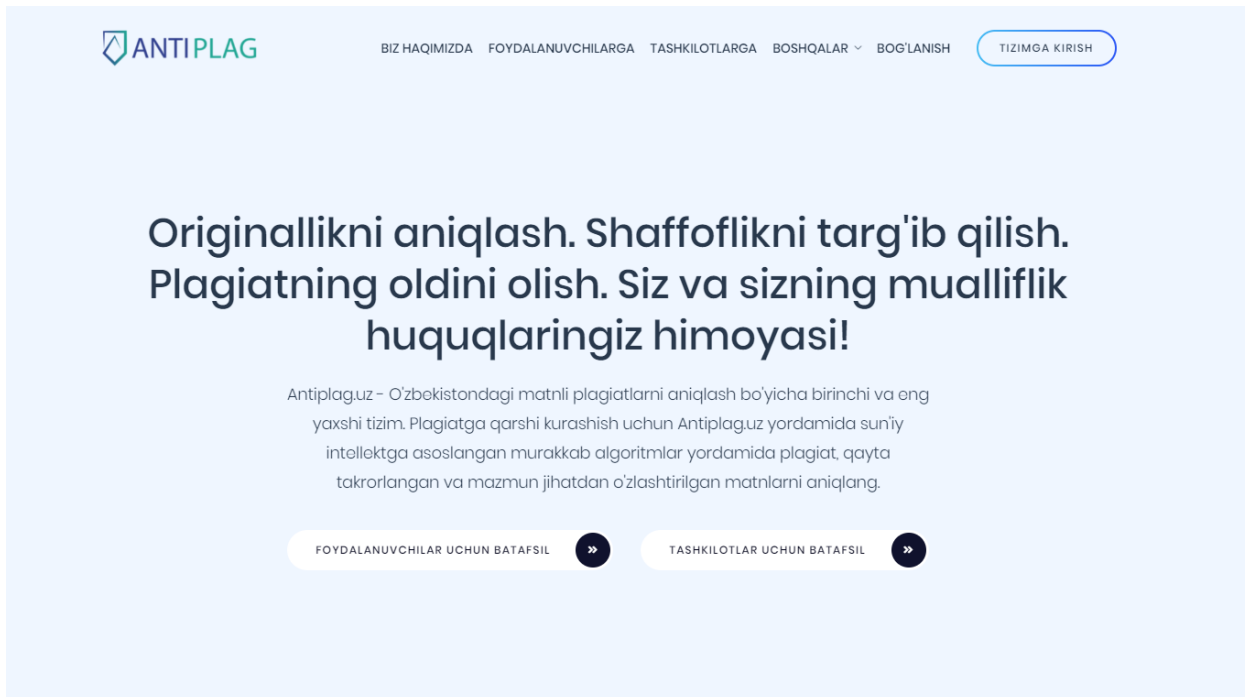 ANTIPLAG
BIZ HAQIMIZDA FOYDALANUVCHILARGA TASHKILOTLARGA BOSHQALAR BOG'LANISH TIZIMGA KIRISH
Originallikni aniqlash. Shaffoflikni targ'ib qilish.
Plagiatning oldini olish. Siz va sizning mualliflik
huquqlaringiz himoyasi!
Antiplag.uz - O'zbekistondagi matnli plagiatlarni aniqlash bo'yicha birinchi va eng
yaxshi tizim. Plagiatga qarshi kurashish uchun Antiplag.uz yordamida sun'iy
intellektga asoslangan murakkab algoritmlar yordamida plagiat, qayta
takrorlangan va mazmun jihatdan o'zlashtirilgan matnlarni aniqlang.
FOYDALANUVCHILAR UCHUN BATAFSIL
TASHKILOTLAR UCHUN BATAFSIL